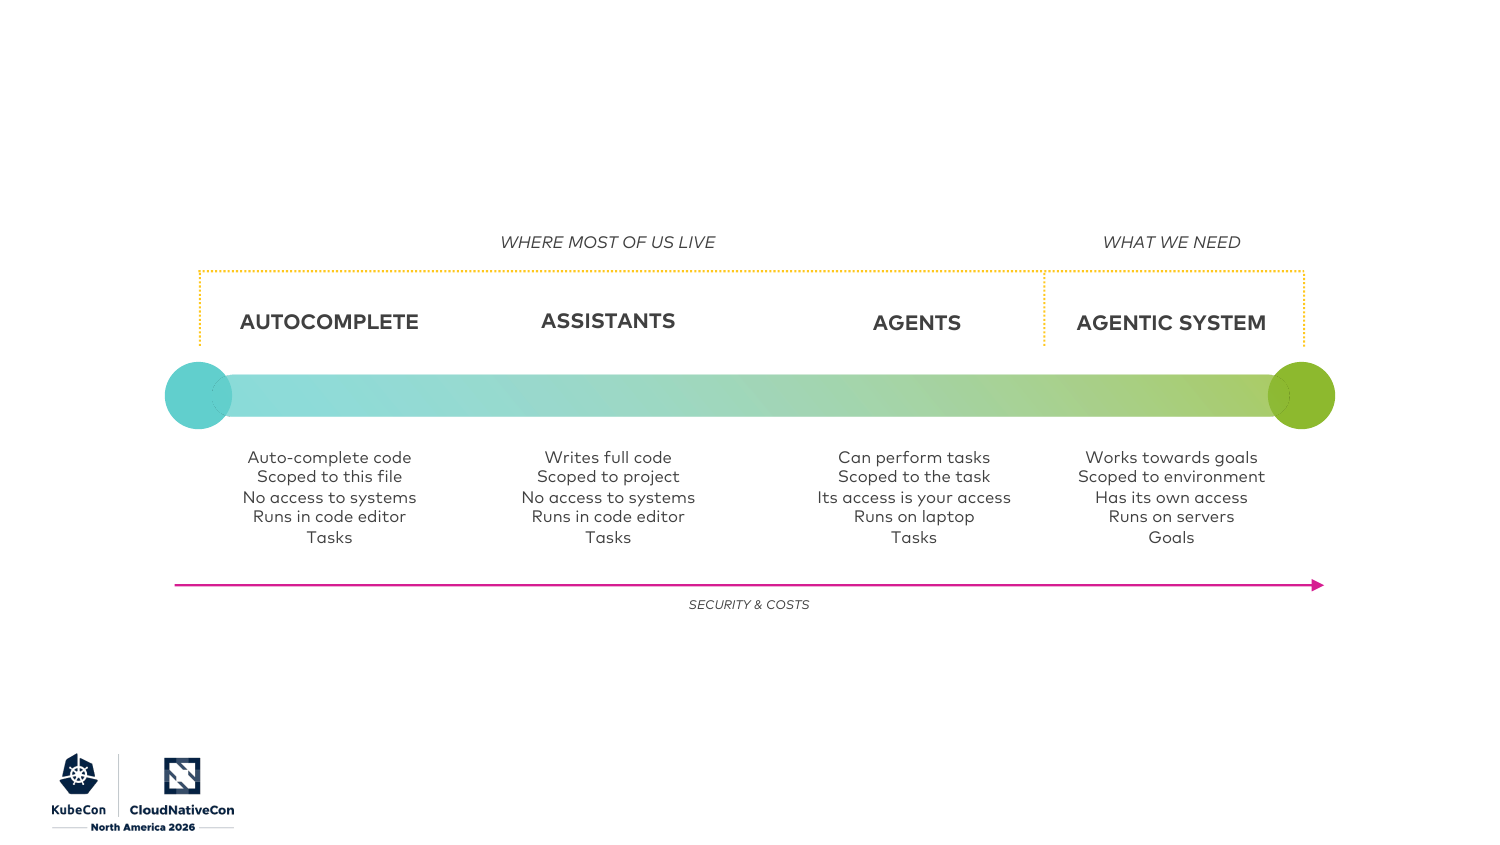 WHERE MOST OF US LIVE
WHAT WE NEED
AUTOCOMPLETE
ASSISTANTS
AGENTS
AGENTIC SYSTEM
Auto-complete code
Scoped to this file
No access to systems
Runs in code editor
Tasks
Writes full code
Scoped to project
No access to systems
Runs in code editor
Tasks
Can perform tasks
Scoped to the task
Its access is your access
Runs on laptop
Tasks
Works towards goals
Scoped to environment
Has its own access
Runs on servers
Goals
SECURITY & COSTS
KubeCon
CloudNativeCon
North America 2026